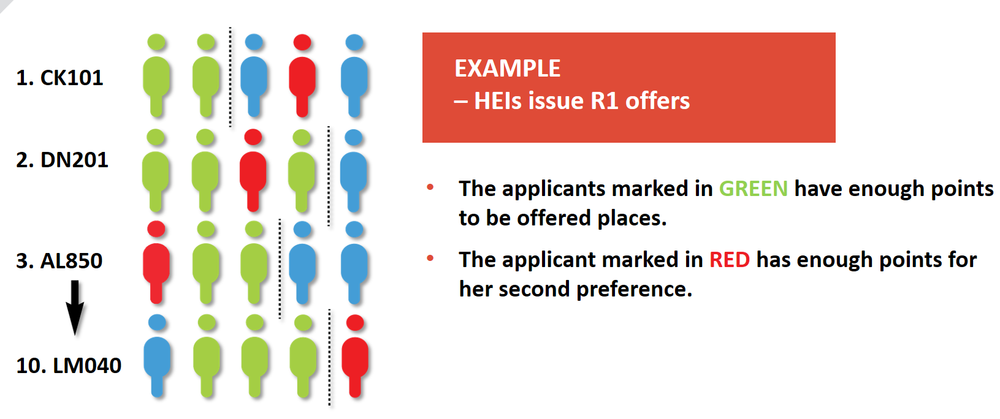 1. CK101
2. DN201
3. AL850
10. LM040
EXAMPLE
– HEIs issue R1 offers
• The applicants marked in GREEN have enough points
to be offered places.
• The applicant marked in RED has enough points for
her second preference.